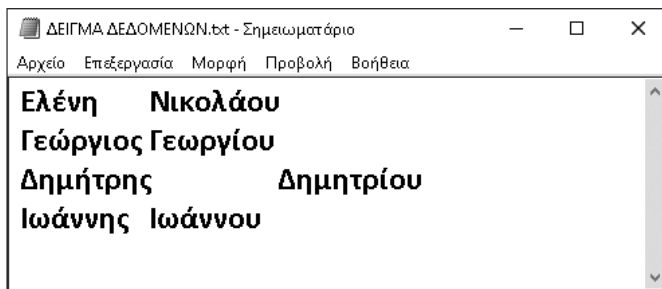 ΔΕΙΓΜΑ ΔΕΔΟΜΕΝΩΝ.txt - Σημειωματάριο
Αρχείο Επεξεργασία Μορφή Προβολή Βοήθεια
Ελένη Νικολάου
Γεώργιος Γεωργίου
Δημήτρης Δημητρίου
Ιωάννης Ιωάννου